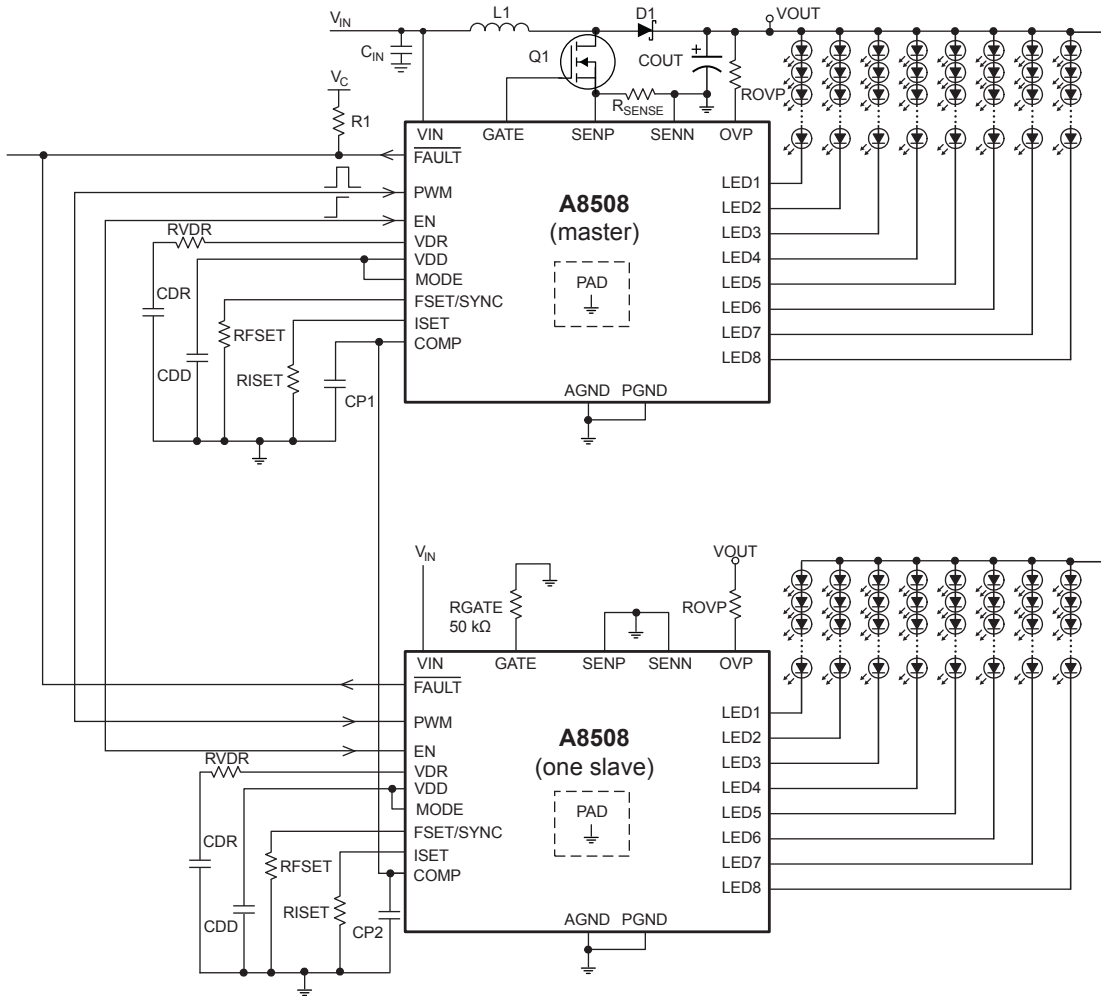 L1
D1
VOUT
VIN
CIN
Q1
COUT
+
ROVP
RSENSE
VC
R1
VIN
GATE
SENP
SENN
OVP
FAULT
PWM
EN
VDR
VDD
MODE
FSET/SYNC
ISET
COMP
RVDR
CDR
CDD
RFSET
RISET
CP1
A8508
(master)
PAD
LED1
LED2
LED3
LED4
LED5
LED6
LED7
LED8
AGND
PGND
VIN
RGATE
50 kΩ
VOUT
ROVP
VIN
GATE
SENP
SENN
OVP
FAULT
PWM
EN
VDR
VDD
MODE
FSET/SYNC
ISET
COMP
RVDR
CDR
CDD
RFSET
RISET
CP2
A8508
(one slave)
PAD
LED1
LED2
LED3
LED4
LED5
LED6
LED7
LED8
AGND
PGND